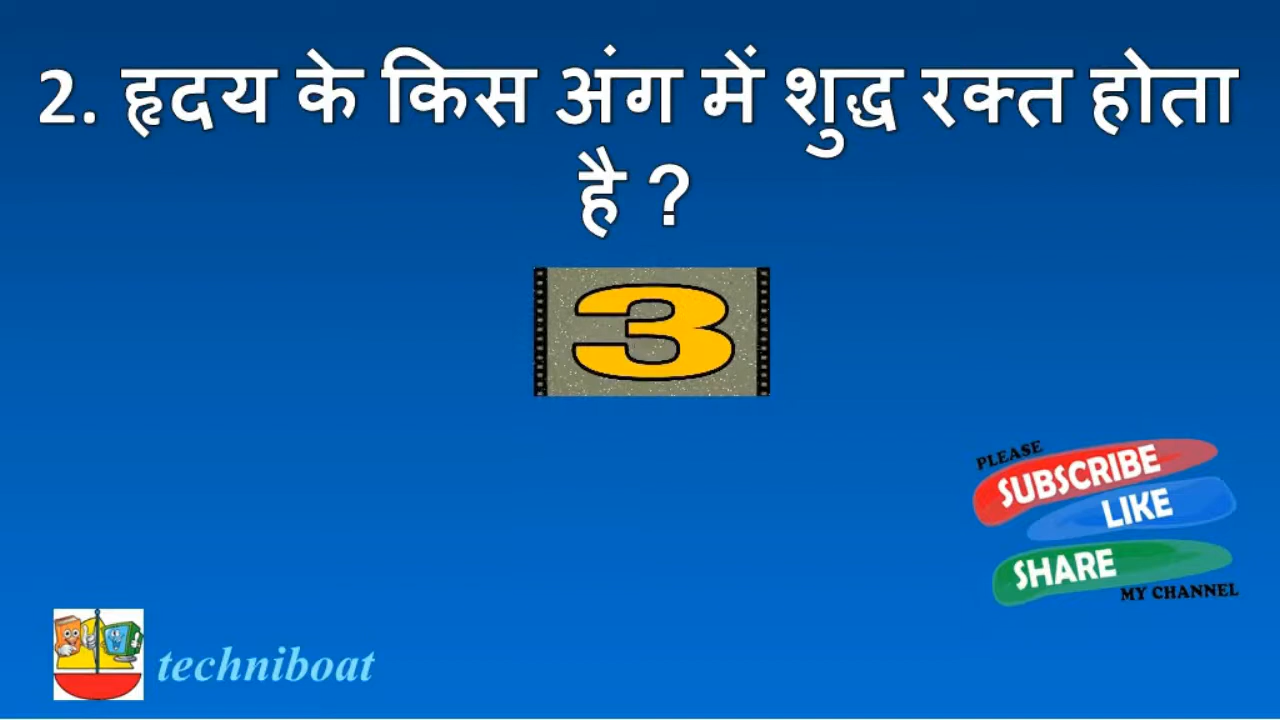 2. हृदय के किस अंग में शुद्ध रक्त होता
है ?
3
PLEASE
SUBSCRIBE
LIKE
SHARE
MY CHANNEL
techniboat